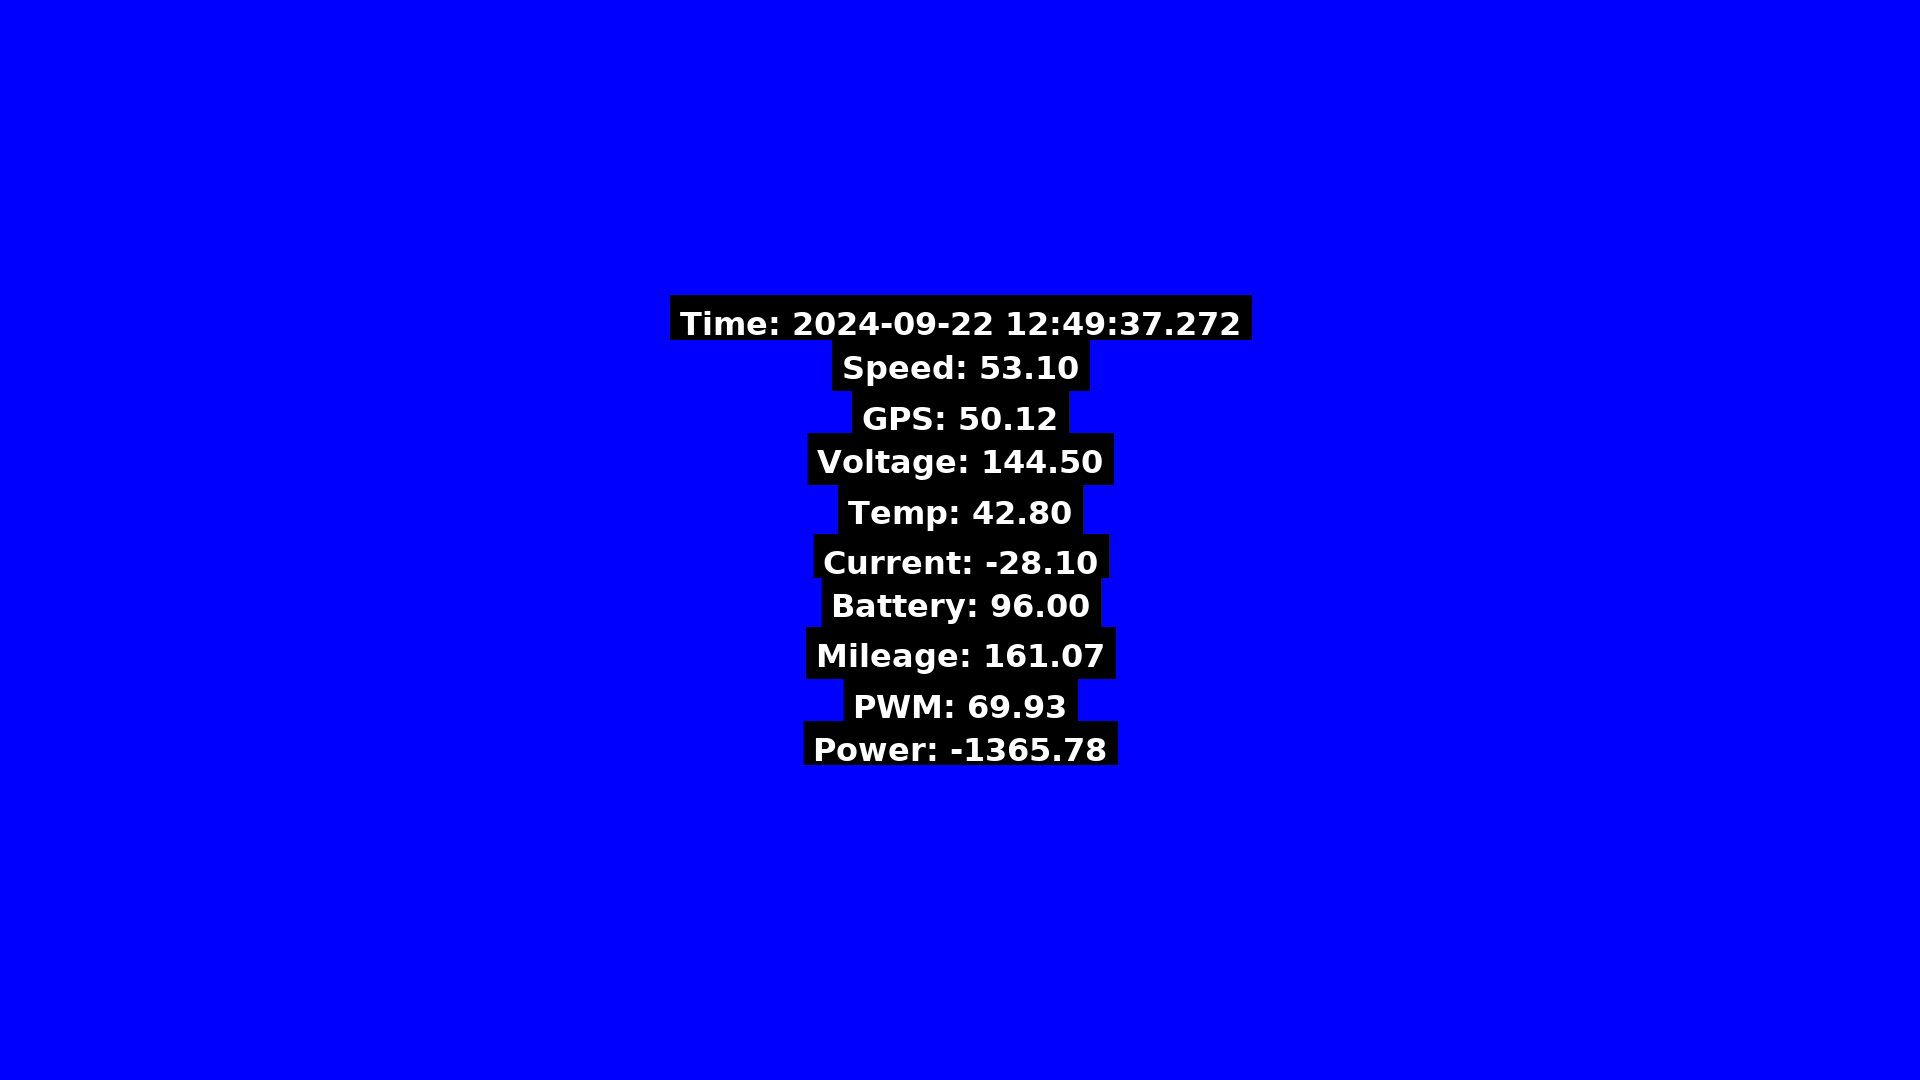 Time: 2024-09-22 12:49:37.272
Speed: 53.10
GPS: 50.12
Voltage: 144.50
Temp: 42.80
Current: -28.10
Battery: 96.00
Mileage: 161.07
PWM: 69.93
Power: -1365.78